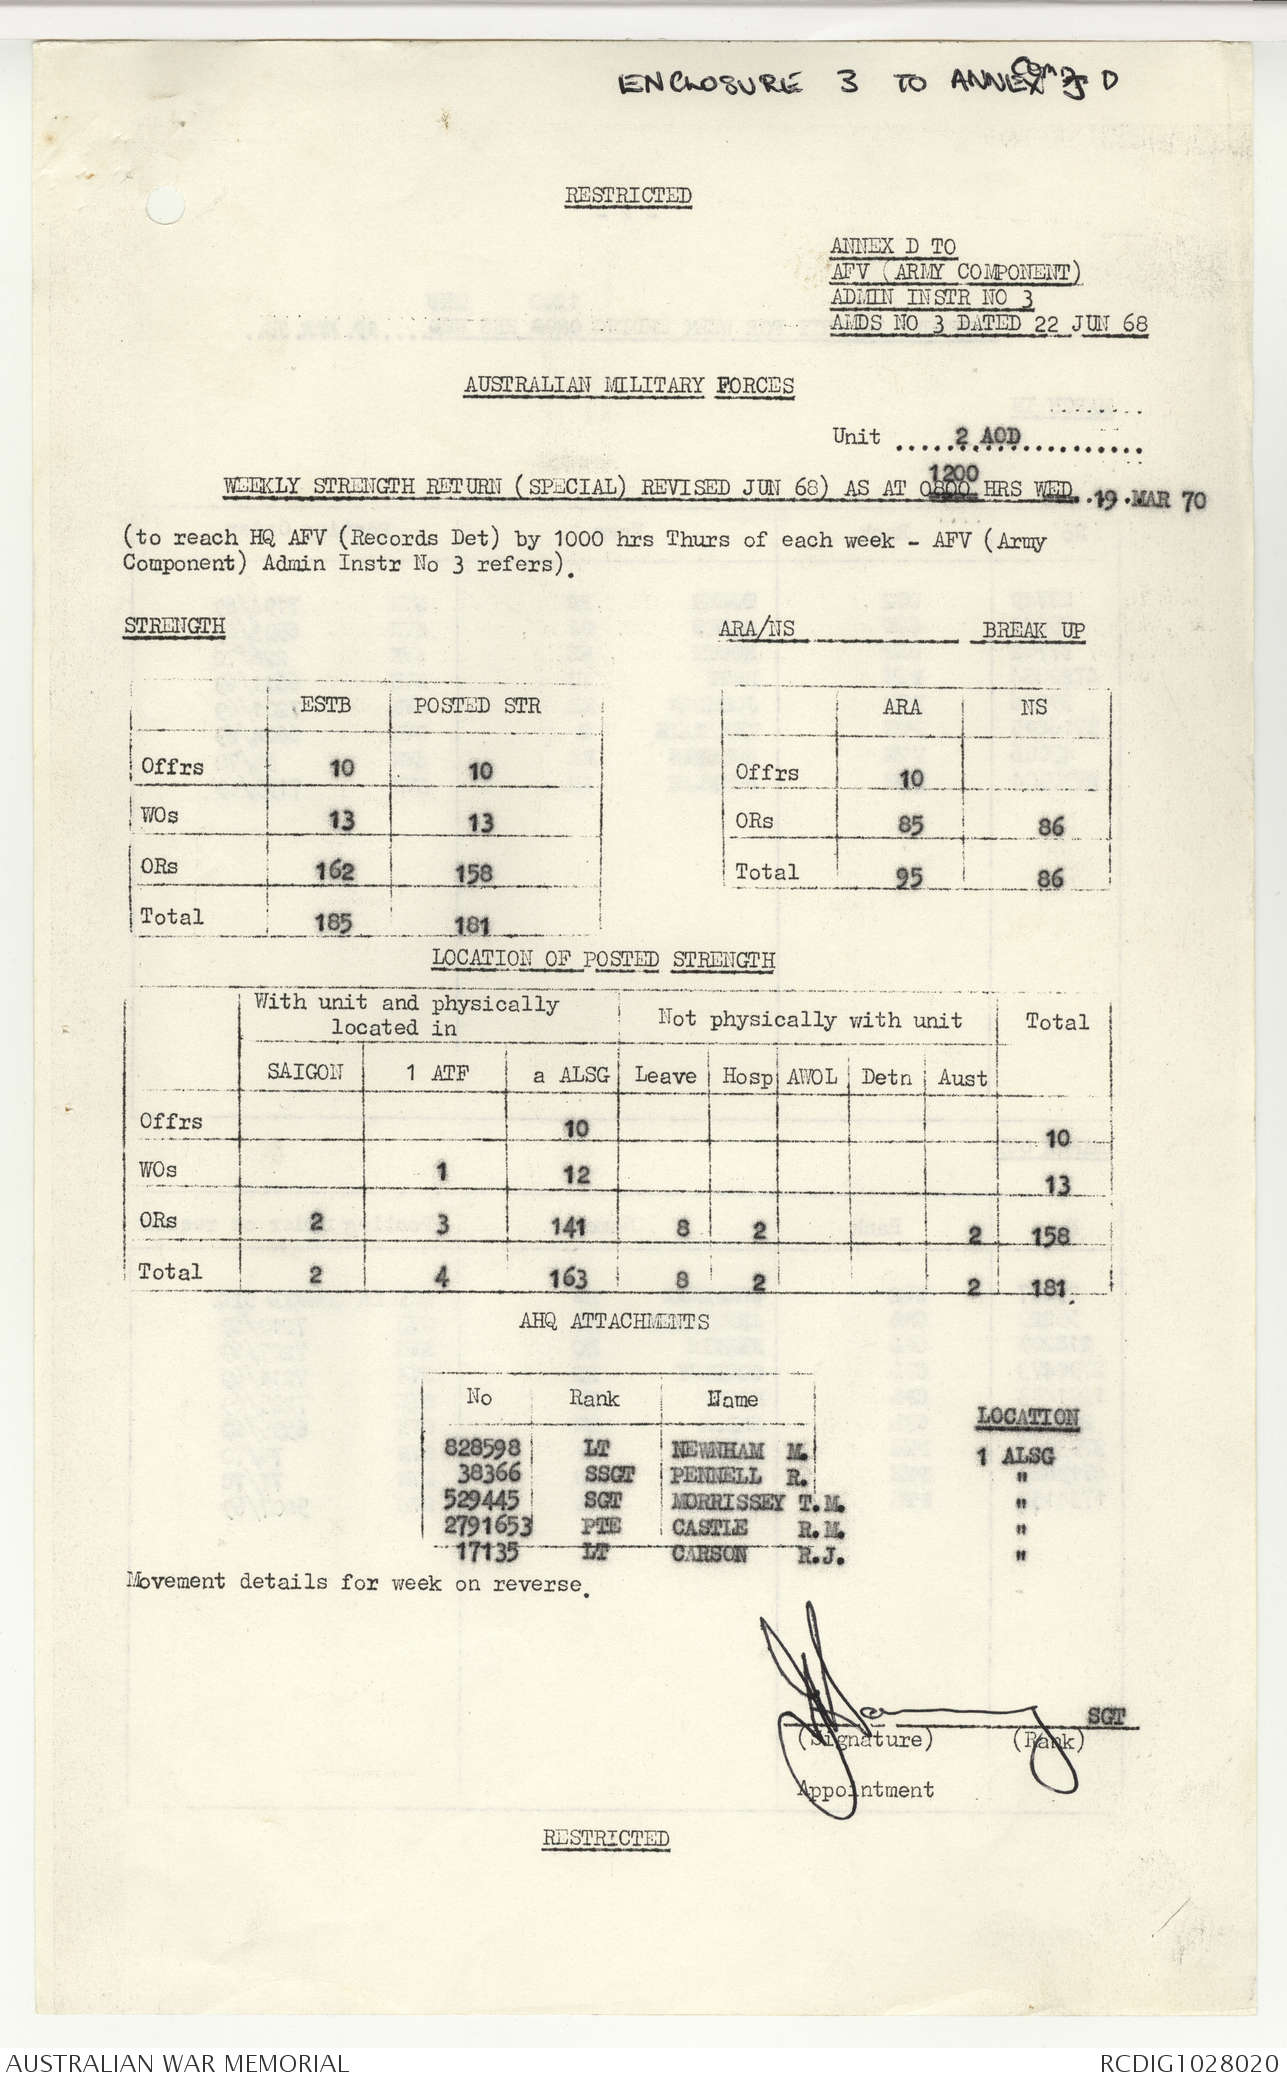 ENCLOSURE 3 TO ANNEX D
RESTRICTED
ANNEX D TO
AFV (ARMY COMPONENT)
ADMIN INSTR NO 3
AMDS NO 3 DATED 22 JUN 68
AUSTRALIAN MILITARY FORCES
Unit ..... 2 AOD .....
1200
WEEKLY STRENGTH RETURN (SPECIAL) REVISED JUN 68) AS AT 0800 HRS WED..19.MAR 70
(to reach HQ AFV (Records Det) by 1000 hrs Thurs of each week - AFV (Army
Component) Admin Instr No 3 refers).
STRENGTH
ESTB POSTED STR
Offrs 10 10
WOs 13 13
ORs 162 158
Total 185 181
ARA/NS BREAK UP
ARA NS
Offrs 10
ORs 85 86
Total 95 86
LOCATION OF POSTED STRENGTH
With unit and physically
located in
Not physically with unit Total
SAIGON 1 ATF a ALSG Leave Hosp AWOL Detn Aust
Offrs 10 10
WOs 1 12 13
ORs 2 3 141 8 2 2 158
Total 2 4 163 8 2 2 181.
AHQ ATTACHMENTS
No Rank Name LOCATION
828598 LT NEWNHAM M. 1 ALSG
38366 SSGT PENNELL R. "
529445 SGT MORRISSEY T.M. "
2791653 PTE CASTLE R.M. "
17135 LT CARSON R.J. "
Movement details for week on reverse.
SGT
(Signature) (Rank)
Appointment
RESTRICTED
AUSTRALIAN WAR MEMORIAL RCDIG1028020